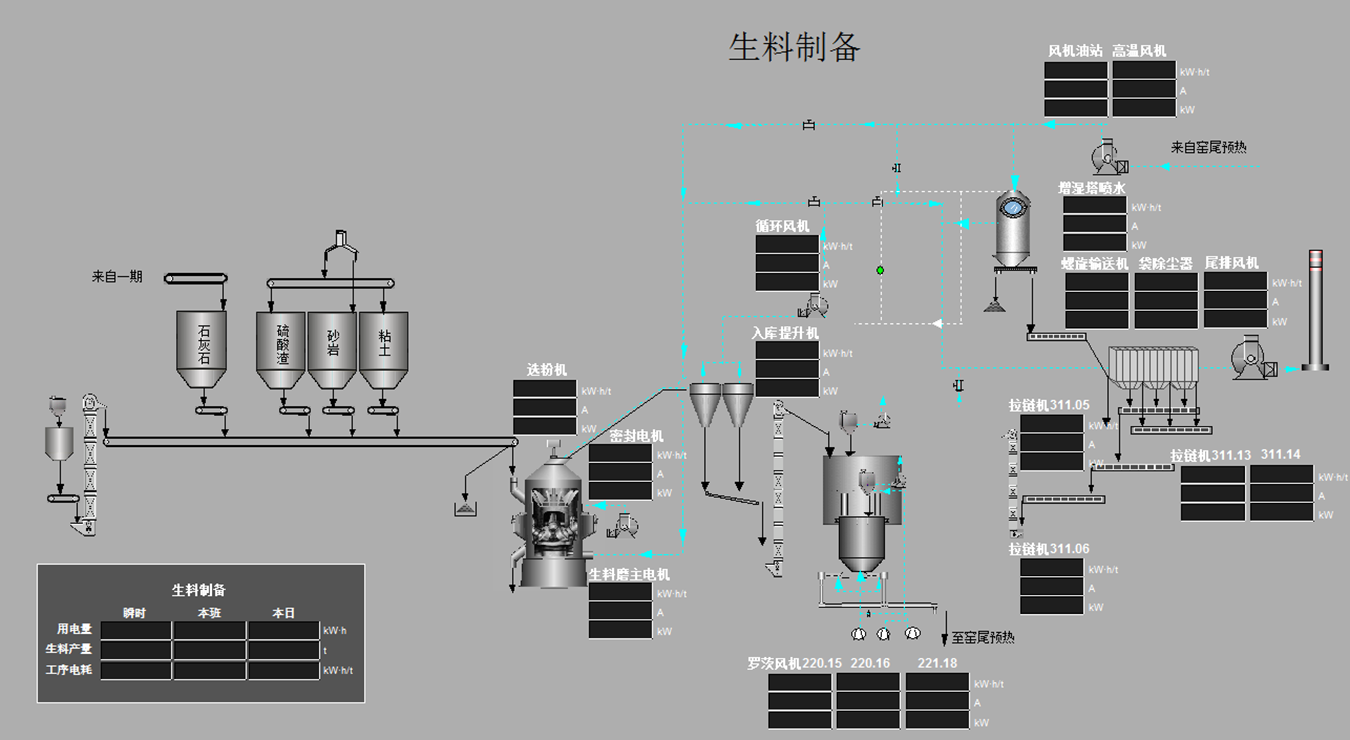 生料制备
风机油站 高温风机
kW·h/t
A
kW
来自窑尾预热
增湿塔喷水
kW·h/t
A
kW
循环风机
kW·h/t
A
kW
螺旋输送机 袋除尘器 尾排风机
kW·h/t
A
kW
来自一期
石灰石
硫酸渣
砂岩
粘土
入库提升机
kW·h/t
A
kW
选粉机
kW·h/t
A
kW
密封电机
kW·h/t
A
kW
拉链机311.05
kW·h/t
A
kW
拉链机311.13 311.14
kW·h/t
A
kW
拉链机311.06
kW·h/t
A
kW
生料磨主电机
kW·h/t
A
kW
至窑尾预热
罗茨风机220.15 220.16 221.18
kW·h/t
A
kW
生料制备
瞬时 本班 本日
用电量 kW·h
生料产量 t
工序电耗 kW·h/t